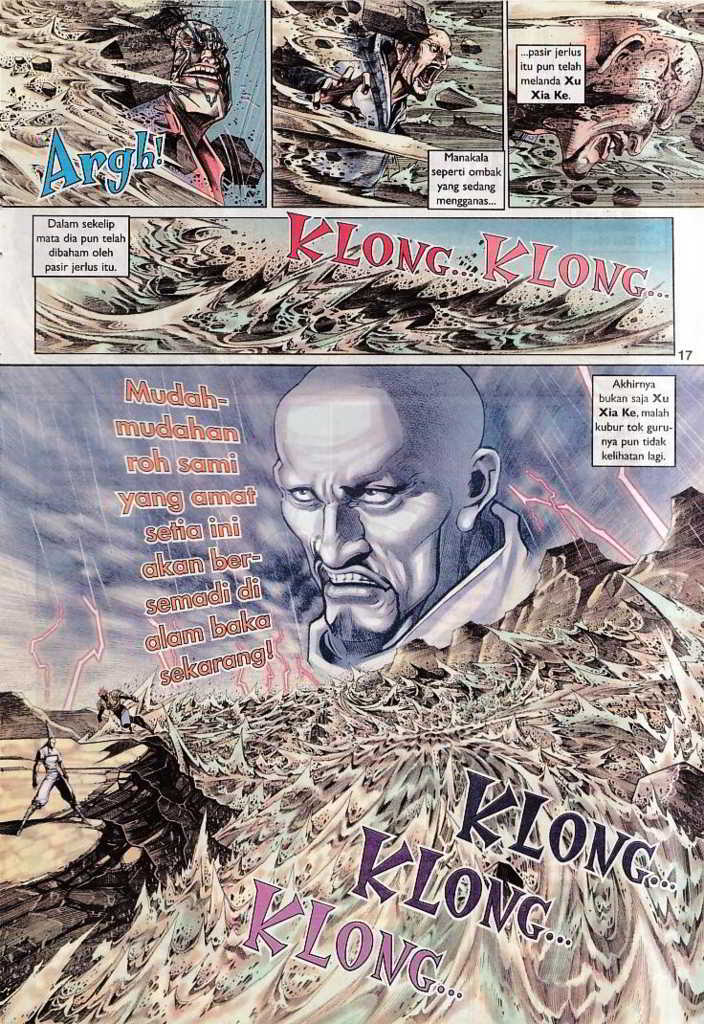 Argh!
Manakala
seperti ombak
yang sedang
mengganas...
...pasir jerlus
itu pun telah
melanda Xu
Xia Ke.
Dalam sekelip
mata dia pun telah
dibaham oleh
pasir jerlus itu.
KLONG... KLONG...
17
Mudah-
mudahan
roh sami
yang amat
setia ini
akan ber-
semadi di
alam baka
sekarang!
Akhirnya
bukan saja Xu
Xia Ke, malah
kubur tok guru-
nya pun tidak
kelihatan lagi.
KLONG...
KLONG...
KLONG...